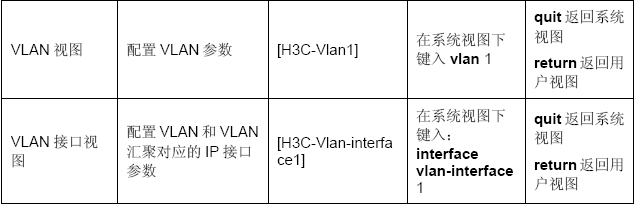 VLAN 视图
配置 VLAN 参数
[H3C-Vlan1]
在系统视图下
键入 vlan 1
quit 返回系统
视图
return 返回用
户视图
VLAN 接口视
图
配置 VLAN 和 VLAN
汇聚对应的 IP 接口
参数
[H3C-Vlan-interfa
ce1]
在系统视图下
键入：
interface
vlan-interface
1
quit 返回系统
视图
return 返回用
户视图